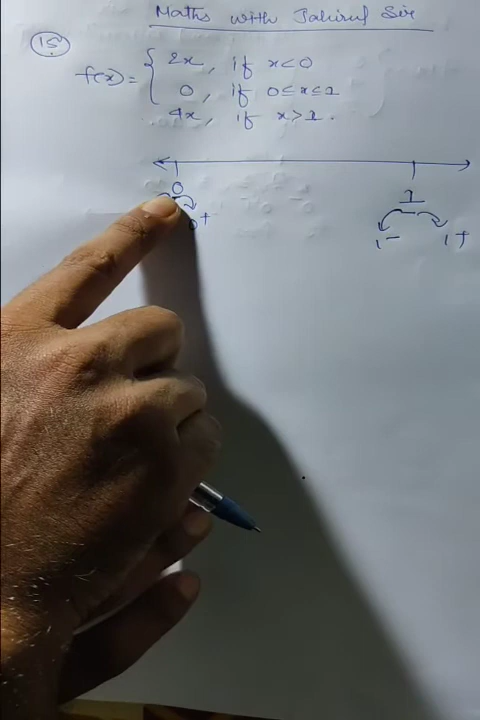 Maths with Jahirul Sir
15
f(x) = { 2x, if x<0
0, if 0≤x≤1
4x, if x>1.
0 1
0+ 1- 1+